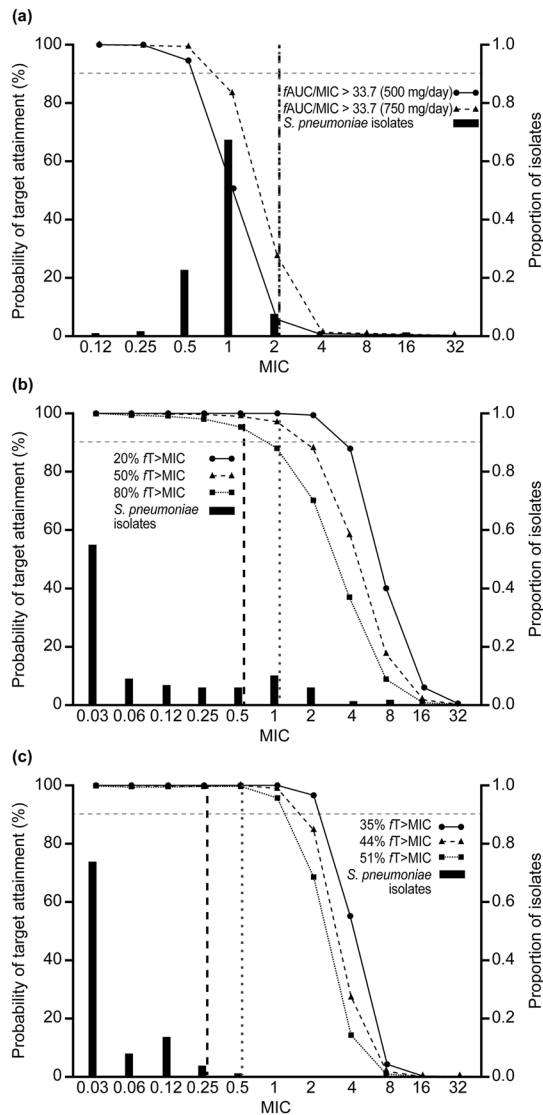 (a)
Probability of target attainment (%)
100
80
60
40
20
0
fAUC/MIC > 33.7 (500 mg/day)
fAUC/MIC > 33.7 (750 mg/day)
S. pneumoniae isolates
1.0
0.8
0.6
0.4
0.2
0.0
Proportion of isolates
0.12 0.25 0.5 1 2 4 8 16 32
MIC
(b)
Probability of target attainment (%)
100
80
60
40
20
0
20% fT>MIC
50% fT>MIC
80% fT>MIC
S. pneumoniae
isolates
1.0
0.8
0.6
0.4
0.2
0.0
Proportion of isolates
0.03 0.06 0.12 0.25 0.5 1 2 4 8 16 32
MIC
(c)
Probability of target attainment (%)
100
80
60
40
20
0
35% fT>MIC
44% fT>MIC
51% fT>MIC
S. pneumoniae
isolates
1.0
0.8
0.6
0.4
0.2
0.0
Proportion of isolates
0.03 0.06 0.12 0.25 0.5 1 2 4 8 16 32
MIC